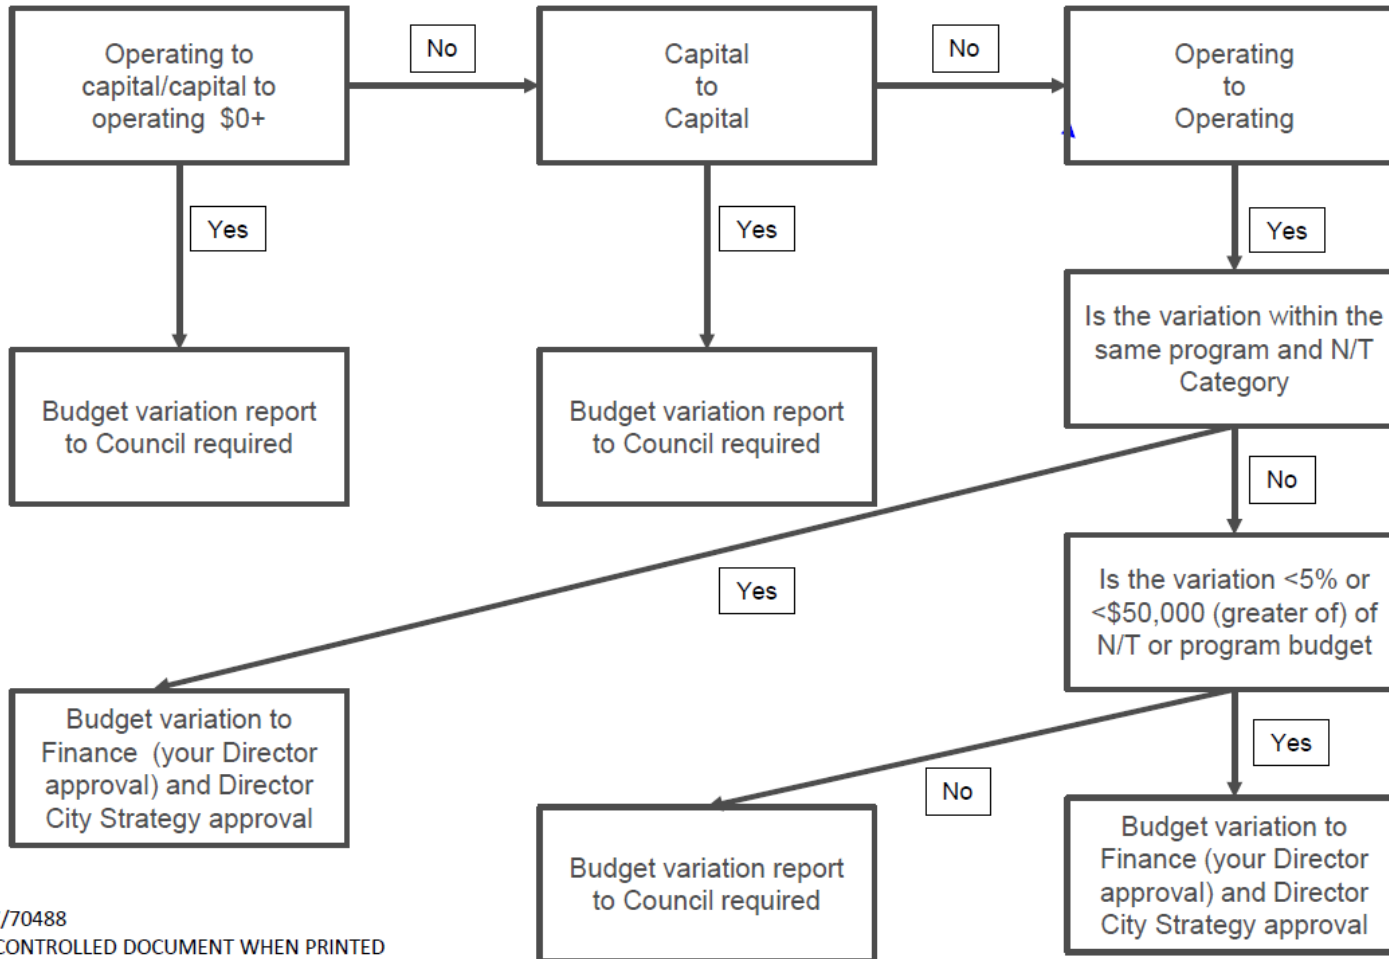 Operating to
capital/capital to
operating $0+
No
Capital
to
Capital
No
Operating
to
Operating
Yes
Yes
Yes
Budget variation report
to Council required
Budget variation report
to Council required
Is the variation within the
same program and N/T
Category
No
Yes
Is the variation <5% or
<$50,000 (greater of) of
N/T or program budget
Budget variation to
Finance (your Director
approval) and Director
City Strategy approval
No
Yes
Budget variation report
to Council required
Budget variation to
Finance (your Director
approval) and Director
City Strategy approval
/70488
CONTROLLED DOCUMENT WHEN PRINTED